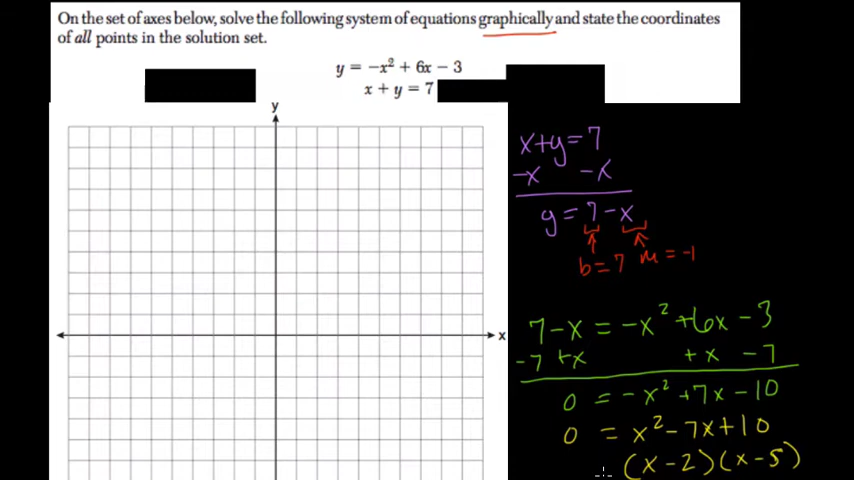 On the set of axes below, solve the following system of equations graphically and state the coordinates
of all points in the solution set.
y = −x² + 6x − 3
x + y = 7
y
x
x+y=7
−x −x
y = 7 − x
b = 7 m = −1
7 − x = −x² + 6x − 3
−7 +x +x −7
0 = −x² + 7x − 10
0 = x² − 7x + 10
(x − 2)(x − 5)